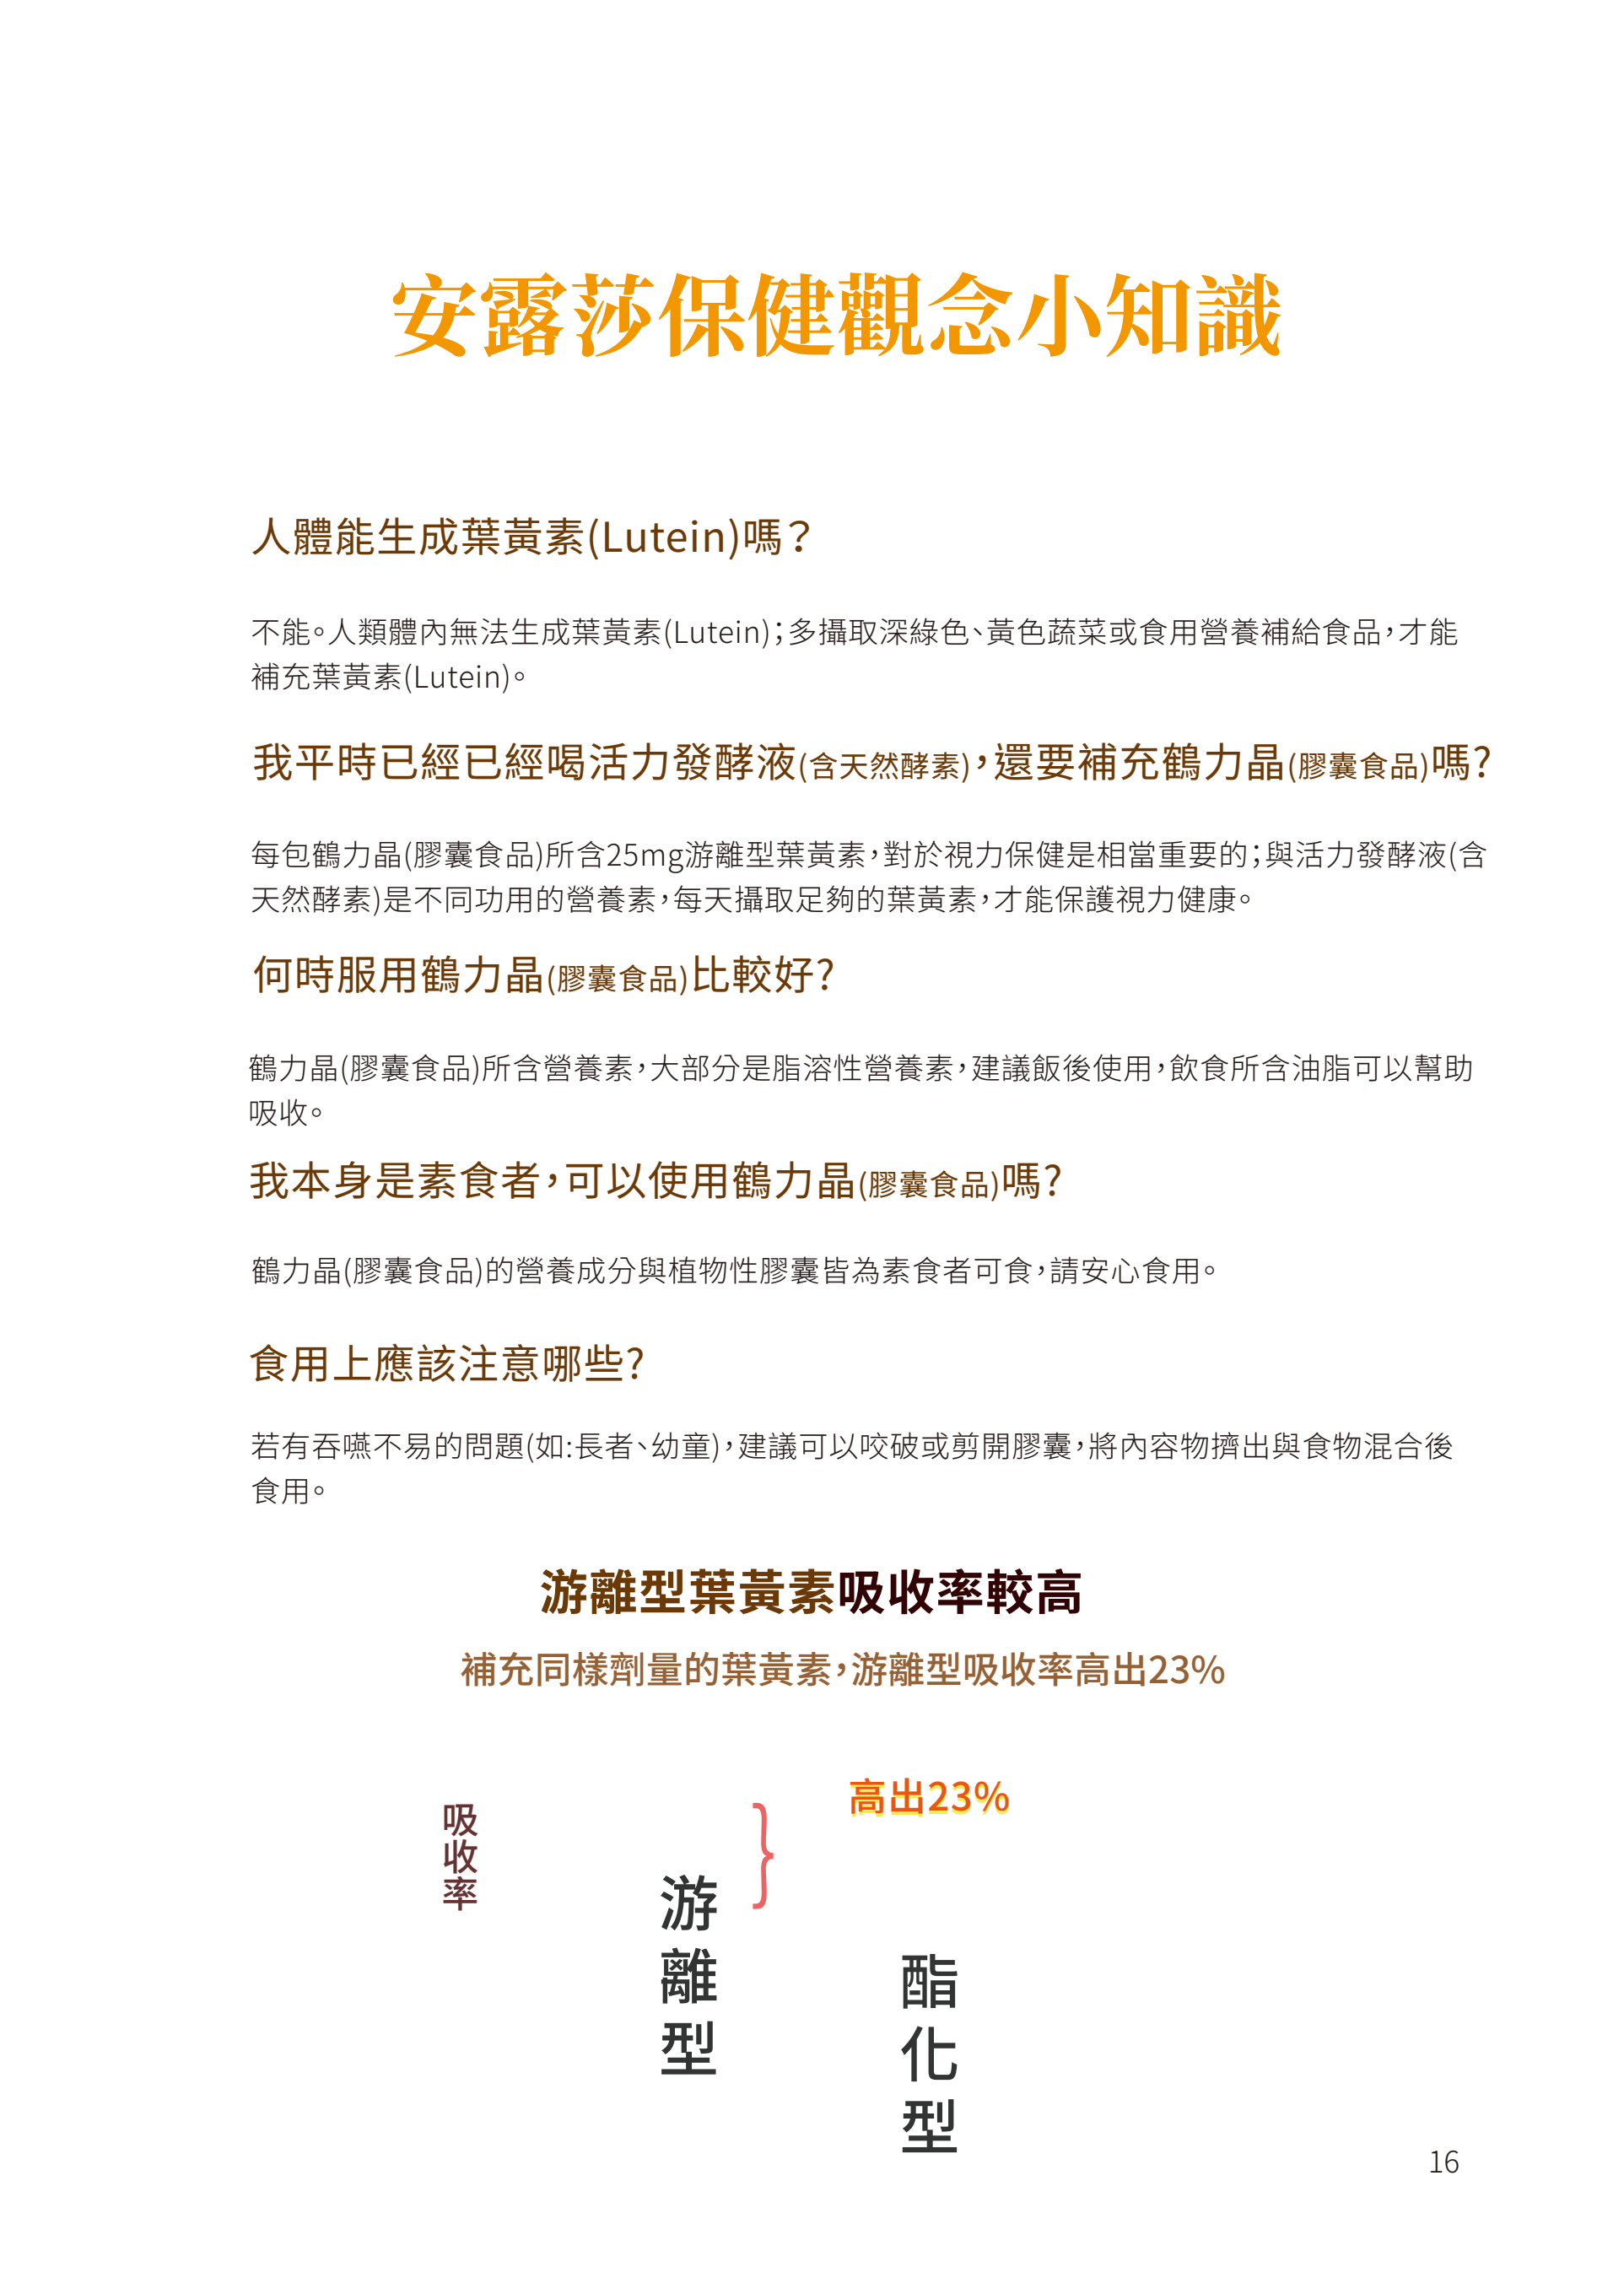 安露莎保健觀念小知識
人體能生成葉黃素(Lutein)嗎？
不能。人類體內無法生成葉黃素(Lutein)；多攝取深綠色、黃色蔬菜或食用營養補給食品，才能
補充葉黃素(Lutein)。
我平時已經已經喝活力發酵液(含天然酵素)，還要補充鶴力晶(膠囊食品)嗎?
每包鶴力晶(膠囊食品)所含25mg游離型葉黃素，對於視力保健是相當重要的；與活力發酵液(含
天然酵素)是不同功用的營養素，每天攝取足夠的葉黃素，才能保護視力健康。
何時服用鶴力晶(膠囊食品)比較好?
鶴力晶(膠囊食品)所含營養素，大部分是脂溶性營養素，建議飯後使用，飲食所含油脂可以幫助
吸收。
我本身是素食者，可以使用鶴力晶(膠囊食品)嗎?
鶴力晶(膠囊食品)的營養成分與植物性膠囊皆為素食者可食，請安心食用。
食用上應該注意哪些?
若有吞嚥不易的問題(如:長者、幼童)，建議可以咬破或剪開膠囊，將內容物擠出與食物混合後
食用。
游離型葉黃素吸收率較高
補充同樣劑量的葉黃素，游離型吸收率高出23%
高出23%
吸收率
}
游離型
酯化型
16